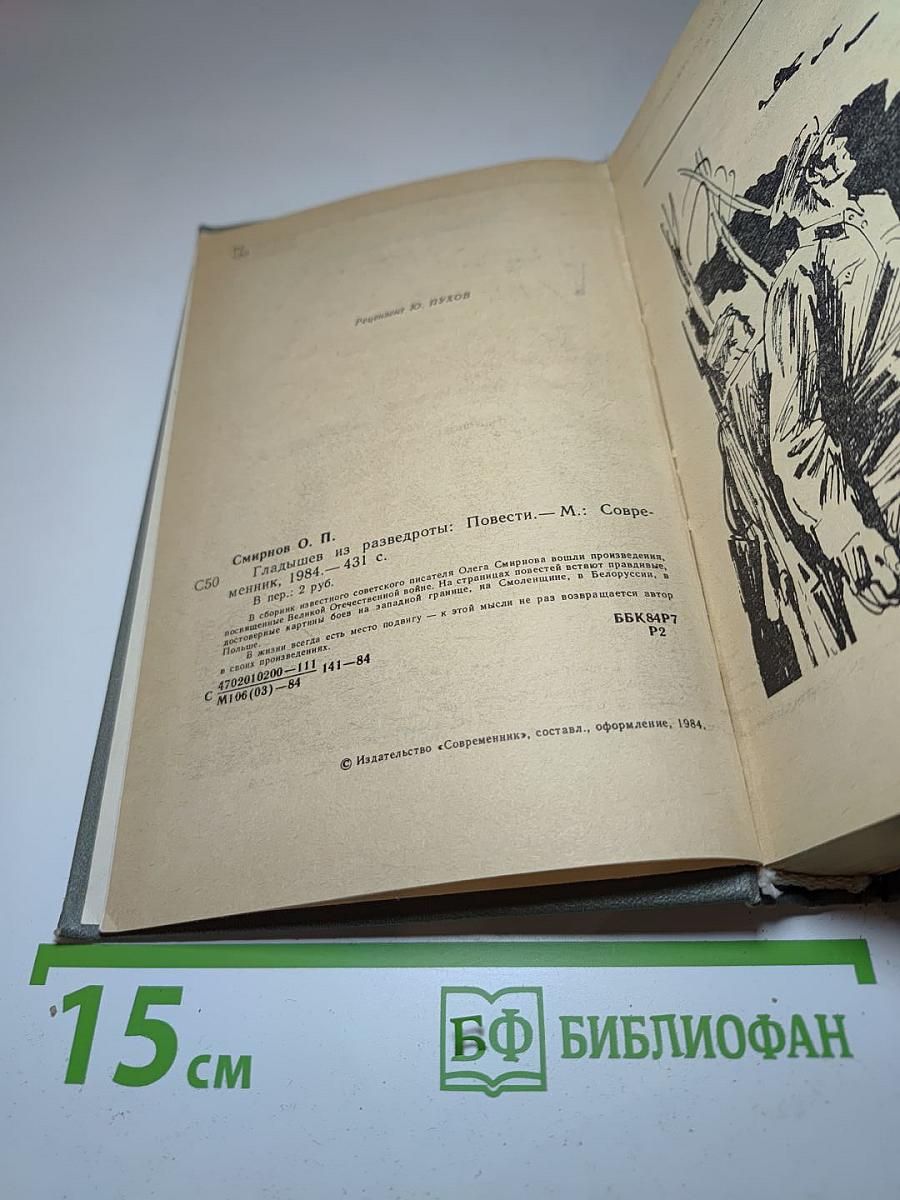 Рецензент Ю. ПУХОВ
Смирнов О. П.
С50 Гладышев из разведроты: Повести.— М.: Совре-
менник, 1984.— 431 с.
В пер.: 2 руб.
В сборник известного советского писателя Олега Смирнова вошли произведения,
посвященные Великой Отечественной войне. На страницах повестей встают правдивые,
достоверные картины боев на западной границе, на Смоленщине, в Белоруссии, в
Польше.
В жизни всегда есть место подвигу — к этой мысли не раз возвращается автор
в своих произведениях.
С 4702010200—111 141—84
М106(03)—84
ББК84Р7
Р2
© Издательство «Современник», составл., оформление, 1984.
15 см
БФ БИБЛИОФАН